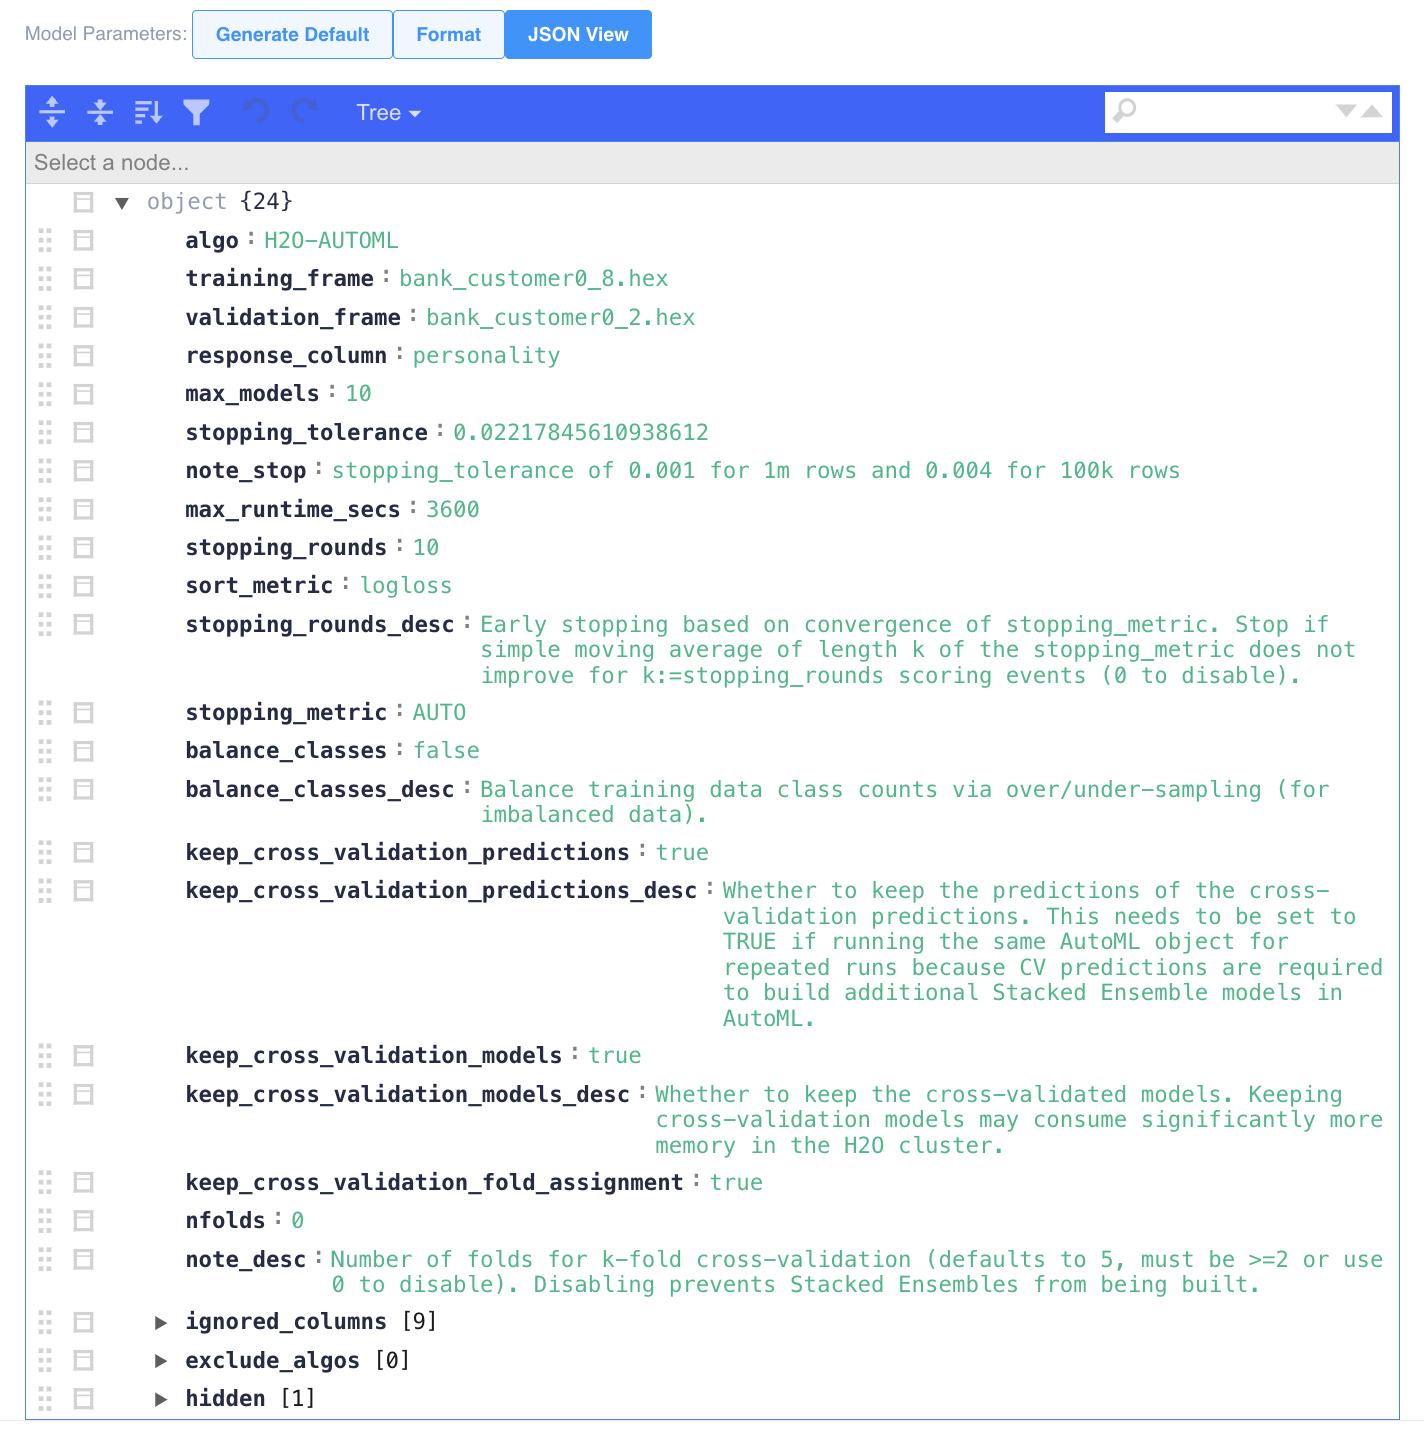 Model Parameters: Generate Default Format JSON View
Tree
Select a node...
object {24}
algo : H2O-AUTOML
training_frame : bank_customer0_8.hex
validation_frame : bank_customer0_2.hex
response_column : personality
max_models : 10
stopping_tolerance : 0.02217845610938612
note_stop : stopping_tolerance of 0.001 for 1m rows and 0.004 for 100k rows
max_runtime_secs : 3600
stopping_rounds : 10
sort_metric : logloss
stopping_rounds_desc : Early stopping based on convergence of stopping_metric. Stop if
simple moving average of length k of the stopping_metric does not
improve for k:=stopping_rounds scoring events (0 to disable).
stopping_metric : AUTO
balance_classes : false
balance_classes_desc : Balance training data class counts via over/under-sampling (for
imbalanced data).
keep_cross_validation_predictions : true
keep_cross_validation_predictions_desc : Whether to keep the predictions of the cross-
validation predictions. This needs to be set to
TRUE if running the same AutoML object for
repeated runs because CV predictions are required
to build additional Stacked Ensemble models in
AutoML.
keep_cross_validation_models : true
keep_cross_validation_models_desc : Whether to keep the cross-validated models. Keeping
cross-validation models may consume significantly more
memory in the H2O cluster.
keep_cross_validation_fold_assignment : true
nfolds : 0
note_desc : Number of folds for k-fold cross-validation (defaults to 5, must be >=2 or use
0 to disable). Disabling prevents Stacked Ensembles from being built.
ignored_columns [9]
exclude_algos [0]
hidden [1]